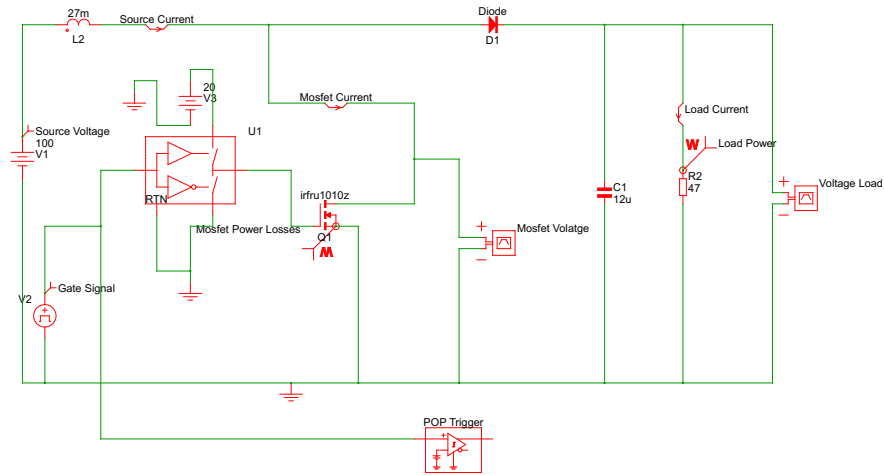 27m
L2
Source Current
Diode
D1
20
V3
Mosfet Current
Load Current
Source Voltage
100
V1
U1
W
Load Power
RTN
irfru1010z
C1
12u
R2
47
Voltage Load
Mosfet Power Losses
Q1
W
Mosfet Volatge
V2
Gate Signal
POP Trigger